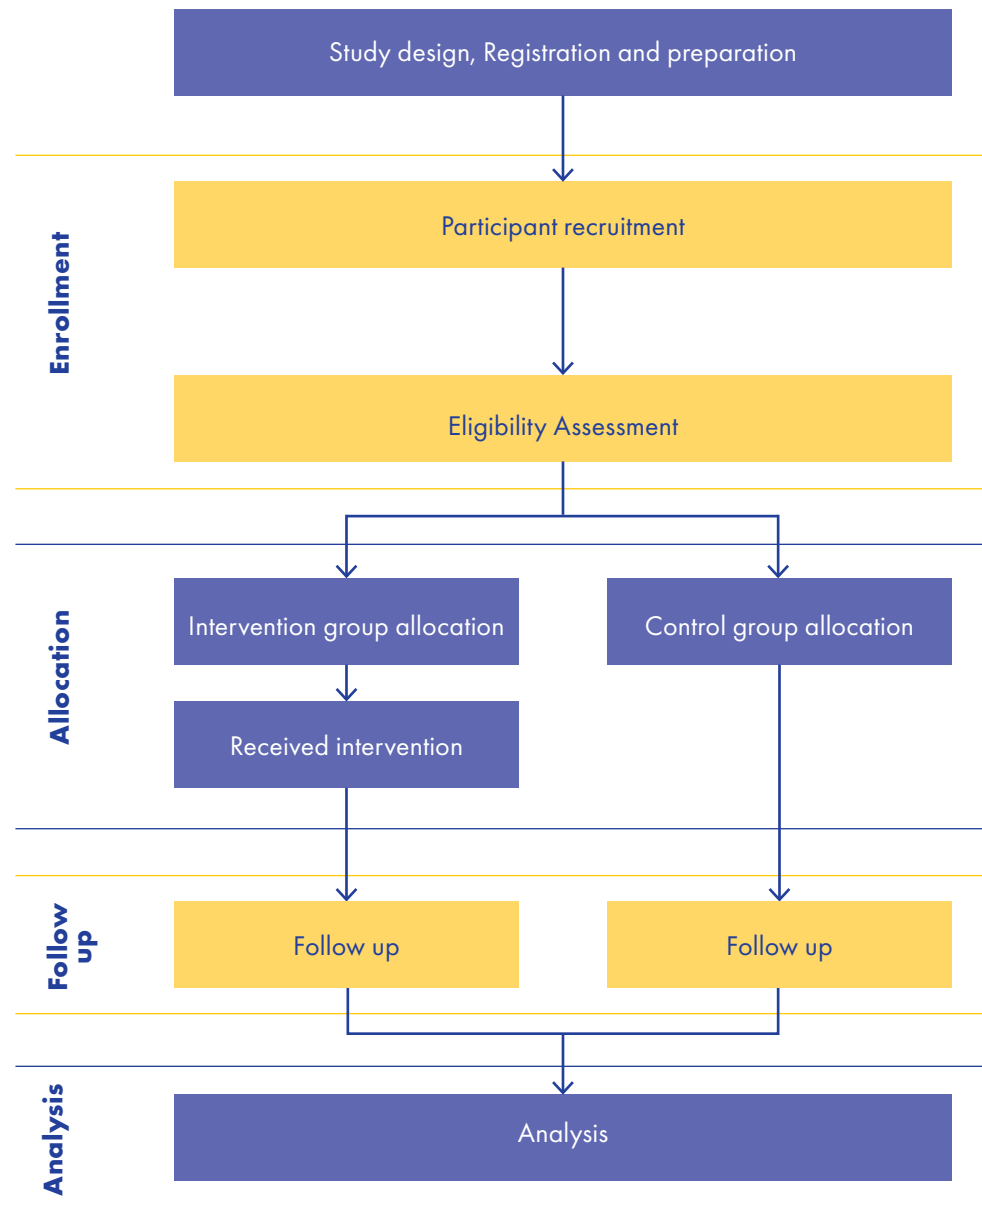 Study design, Registration and preparation
Enrollment
Participant recruitment
Eligibility Assessment
Allocation
Intervention group allocation
Control group allocation
Received intervention
Follow
up
Follow up
Follow up
Analysis
Analysis